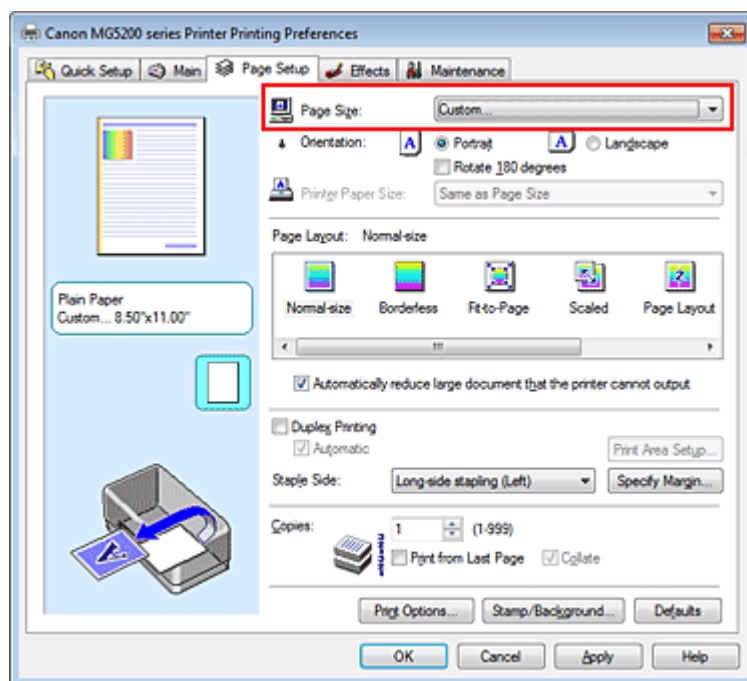 Canon MG5200 series Printer Printing Preferences
Quick Setup Main Page Setup Effects Maintenance
Page Size: Custom...
Orientation: A Portrait A Landscape
Rotate 180 degrees
Printer Paper Size: Same as Page Size
Page Layout: Normal-size
Normal-size Borderless Fit-to-Page Scaled Page Layout
Plain Paper
Custom... 8.50"x11.00"
Automatically reduce large document that the printer cannot output
Duplex Printing
Automatic Print Area Setup...
Staple Side: Long-side stapling (Left) Specify Margin...
Copies: 1 (1-999)
Print from Last Page Collate
Print Options... Stamp/Background... Defaults
OK Cancel Apply Help